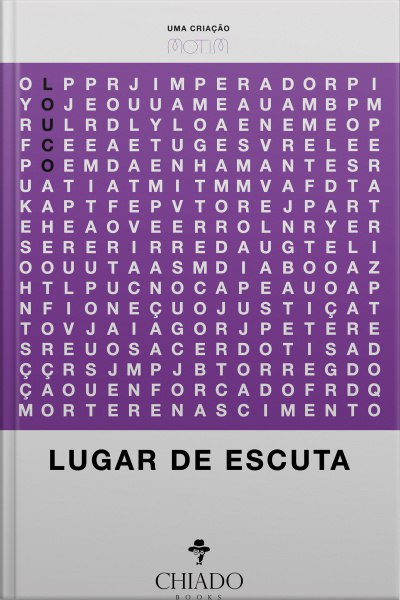 UMA CRIAÇÃO
MOTIM
O L P P R J I M P E R A D O R P I
Y O J E O U U A M E A U A M B P M
R U L R D L Y L O A E N E M E O P
F C E E A E T U G E S V R E L E E
P O E M D A E N H A M A N T E S R
U A T I A T M I T M M V A F D T A
K A P T F E P V T O R E J P A R T
E H E A O V E E R R O L N R Y E R
S E R E R I R R E D A U G T E L I
O O U U T A A S M D I A B O O A Z
H T L P U C N O C A P E A U O A P
N F I O N E Ç U O J U S T I Ç A T
T O V J A I A G O R J P E T E R E
S R E U O S A C E R D O T I S A D
Ç Ç R S J M P J B T O R R E G D O
Ç A O U E N F O R C A D O F R D Q
M O R T E R E N A S C I M E N T O
LUGAR DE ESCUTA
CHIADO
BOOKS